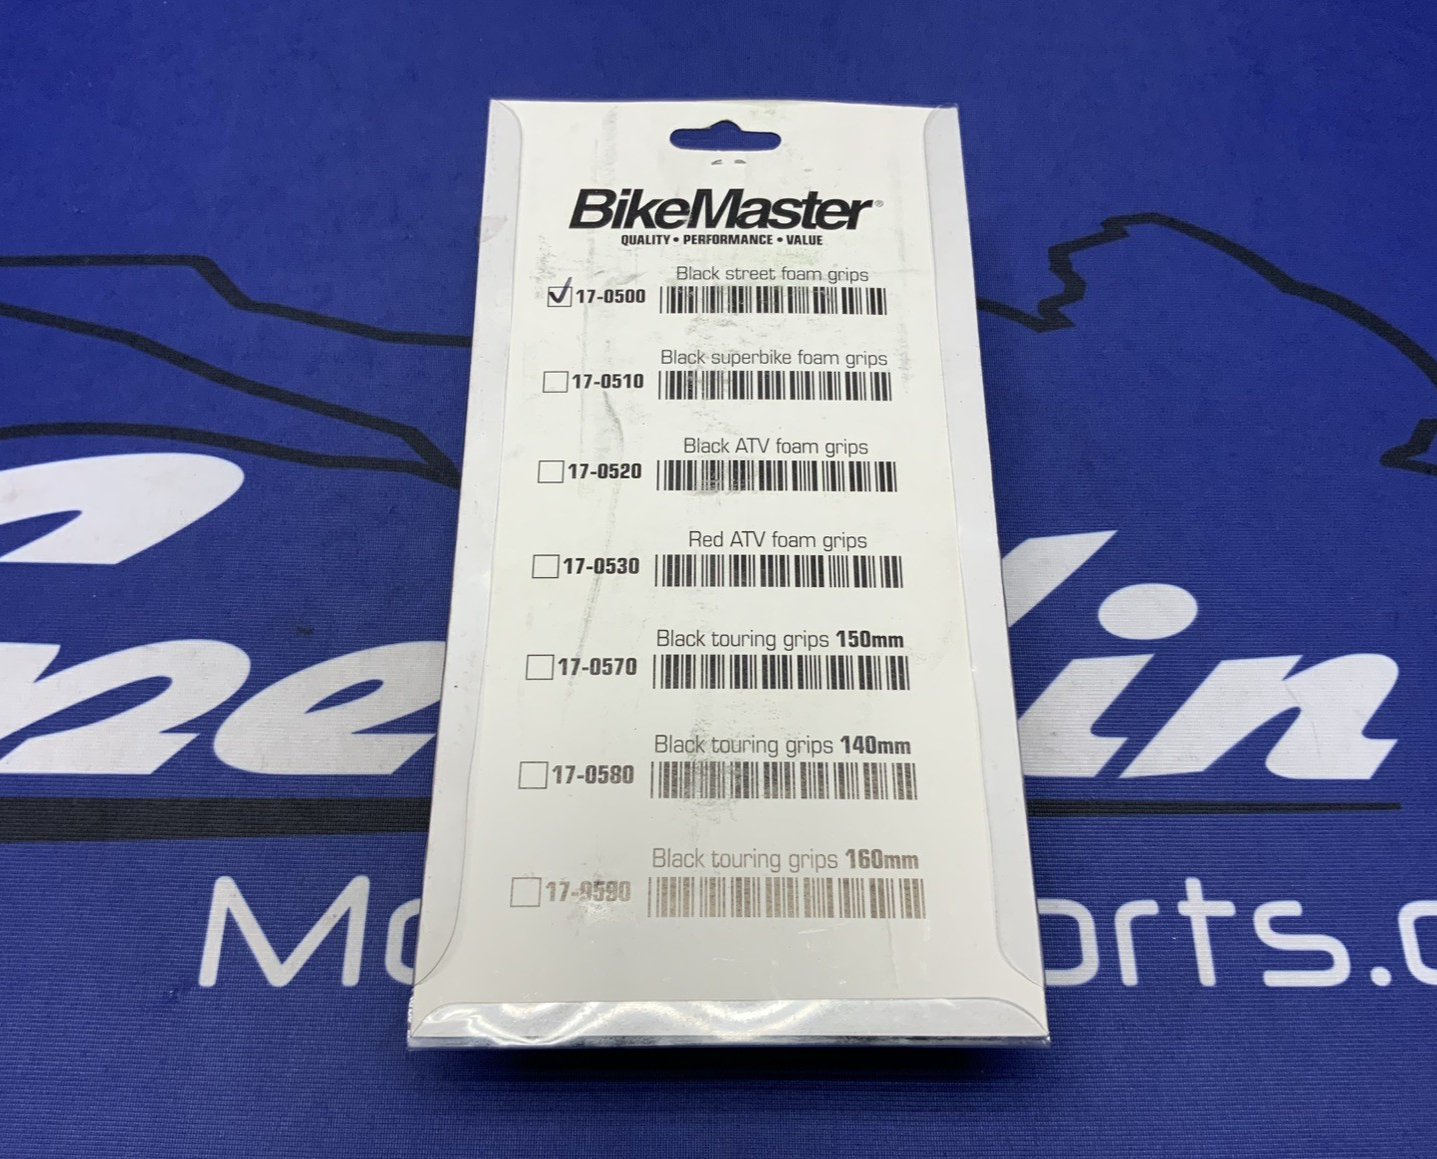 BikeMaster®
QUALITY • PERFORMANCE • VALUE
Black street foam grips
17-0500
Black superbike foam grips
17-0510
Black ATV foam grips
17-0520
Red ATV foam grips
17-0530
Black touring grips 150mm
17-0570
Black touring grips 140mm
17-0580
Black touring grips 160mm
17-0590